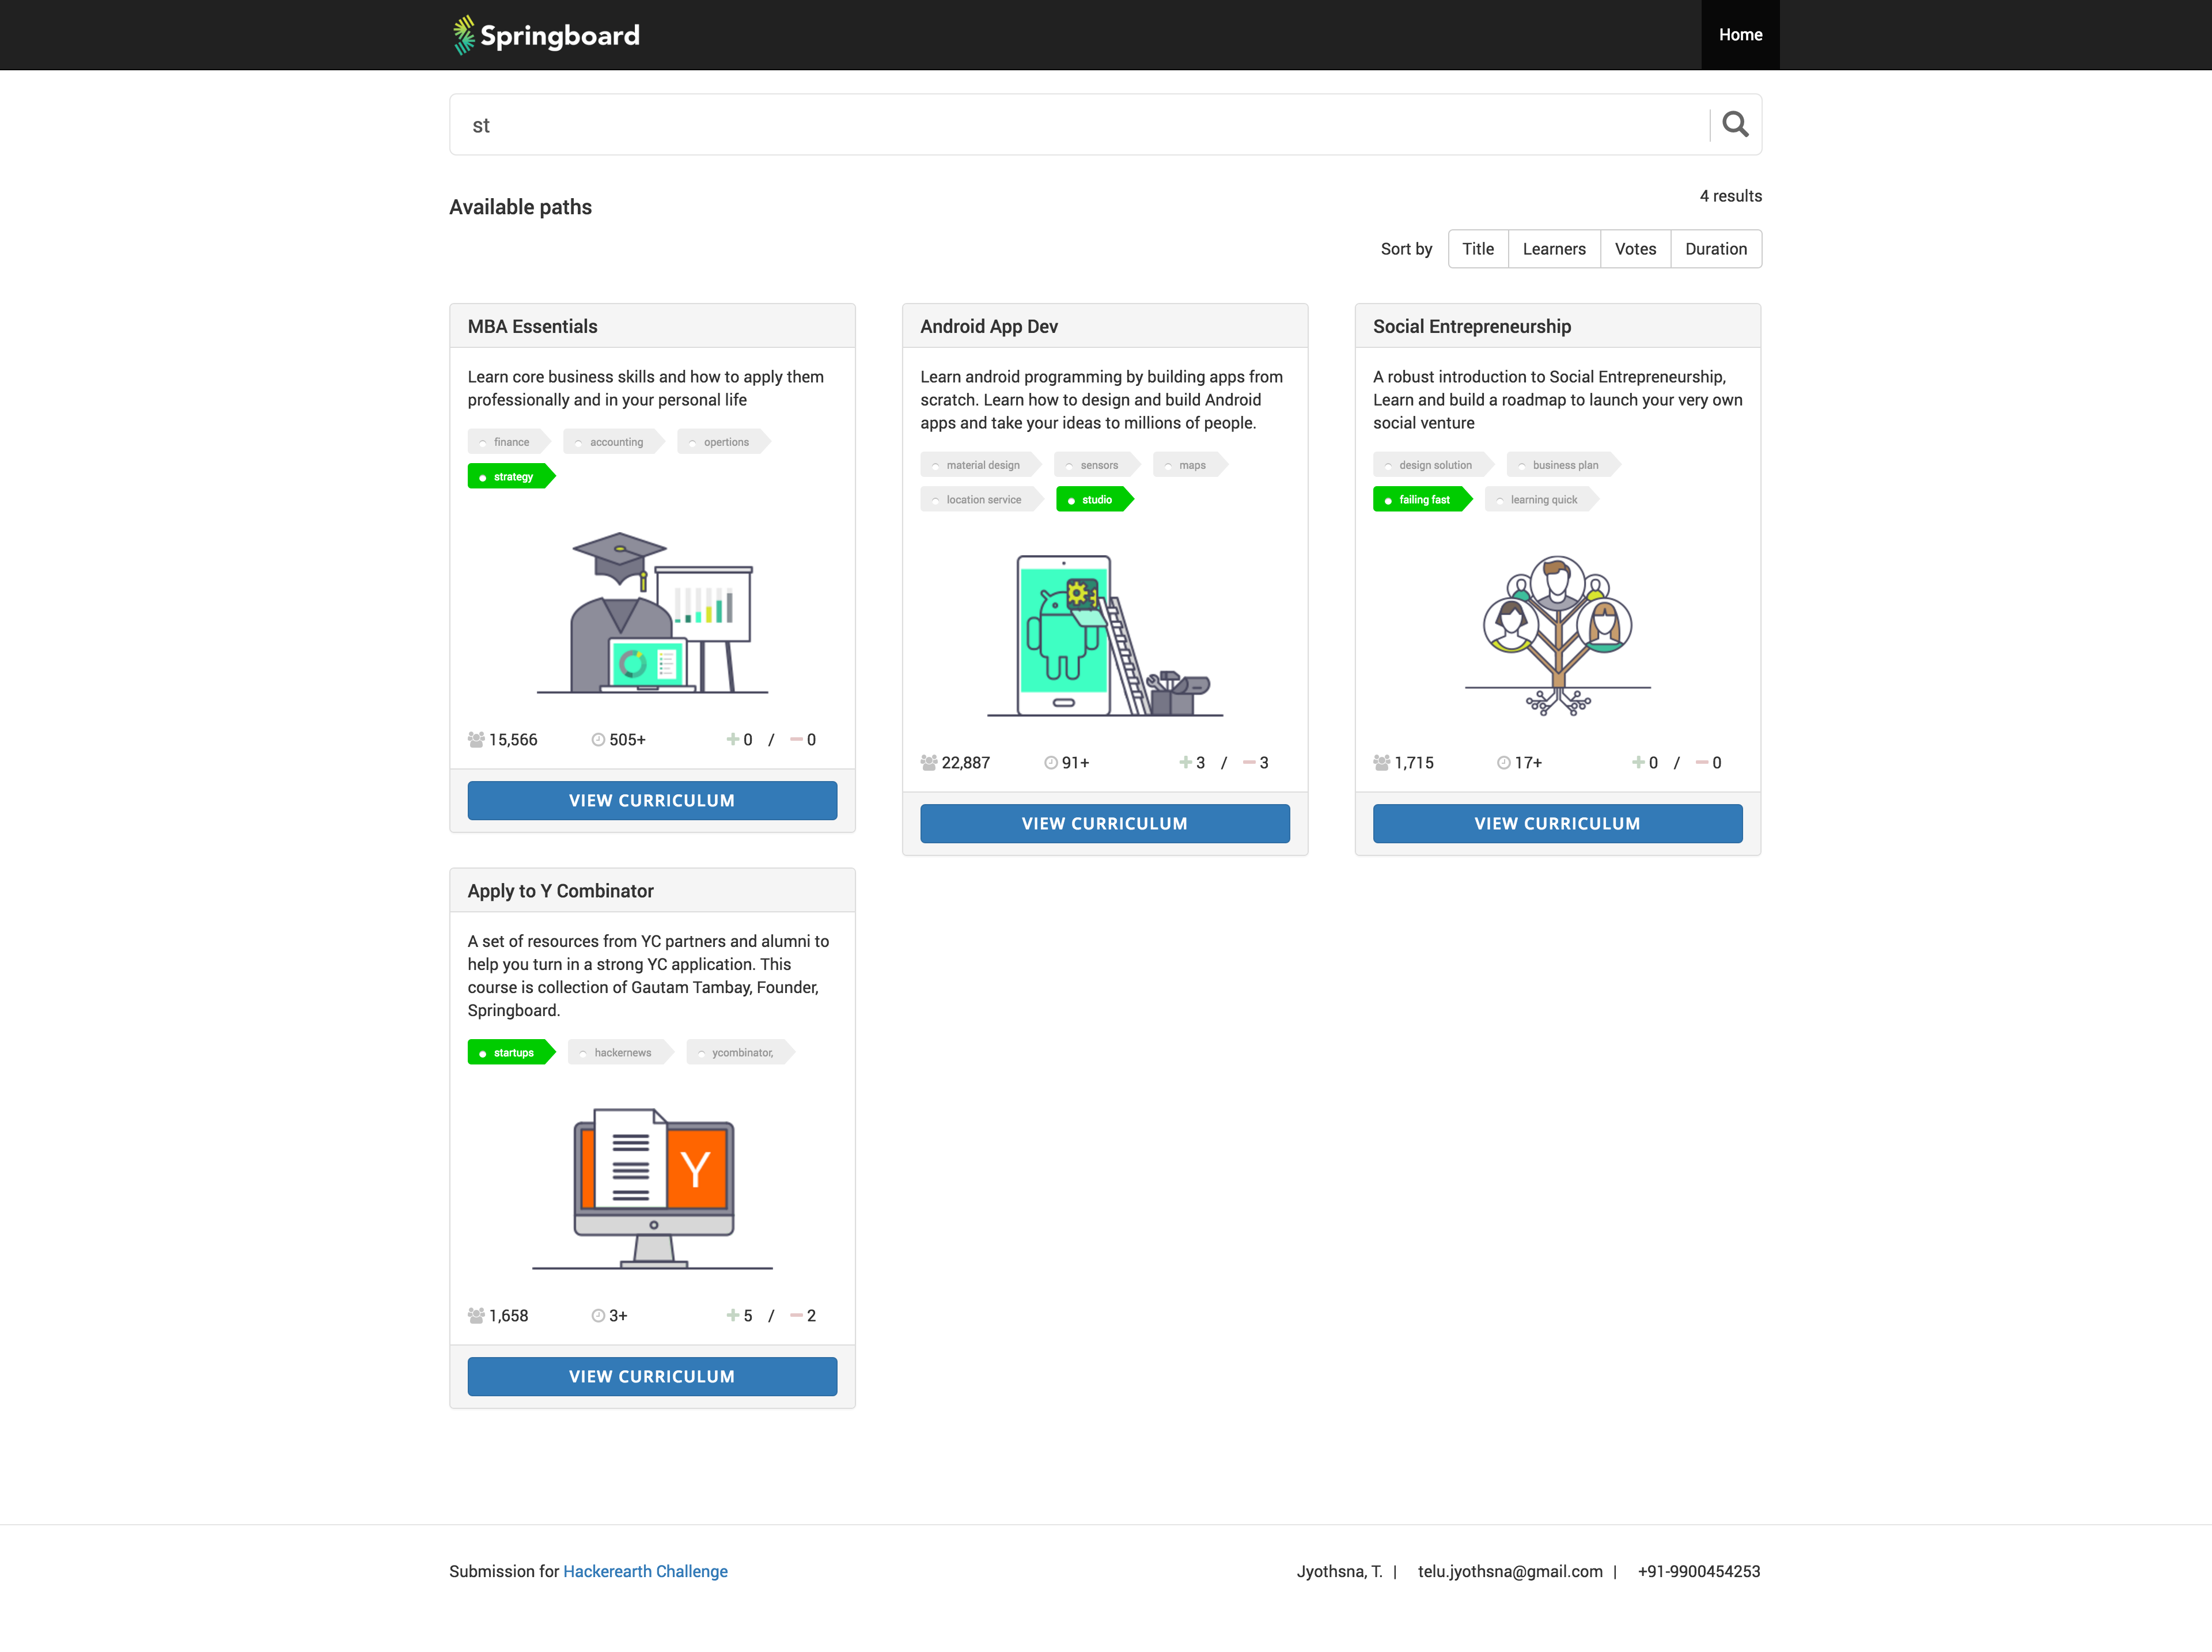 Springboard
Home
st
Available paths
4 results
Sort by Title Learners Votes Duration
MBA Essentials
Learn core business skills and how to apply them
professionally and in your personal life
finance accounting opertions
strategy
15,566 505+ +0 / −0
VIEW CURRICULUM
Android App Dev
Learn android programming by building apps from
scratch. Learn how to design and build Android
apps and take your ideas to millions of people.
material design sensors maps
location service studio
22,887 91+ +3 / −3
VIEW CURRICULUM
Social Entrepreneurship
A robust introduction to Social Entrepreneurship,
Learn and build a roadmap to launch your very own
social venture
design solution business plan
failing fast learning quick
1,715 17+ +0 / −0
VIEW CURRICULUM
Apply to Y Combinator
A set of resources from YC partners and alumni to
help you turn in a strong YC application. This
course is collection of Gautam Tambay, Founder,
Springboard.
startups hackernews ycombinator,
Y
1,658 3+ +5 / −2
VIEW CURRICULUM
Submission for Hackerearth Challenge
Jyothsna, T. | telu.jyothsna@gmail.com | +91-9900454253